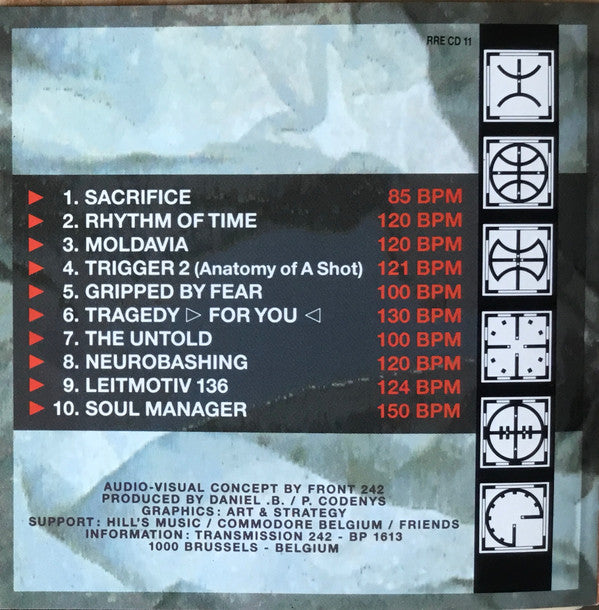 RRE CD 11
▶ 1. SACRIFICE 85 BPM
▶ 2. RHYTHM OF TIME 120 BPM
▶ 3. MOLDAVIA 120 BPM
▶ 4. TRIGGER 2 (Anatomy of A Shot) 121 BPM
▶ 5. GRIPPED BY FEAR 100 BPM
▶ 6. TRAGEDY ▷ FOR YOU ◁ 130 BPM
▶ 7. THE UNTOLD 100 BPM
▶ 8. NEUROBASHING 120 BPM
▶ 9. LEITMOTIV 136 124 BPM
▶ 10. SOUL MANAGER 150 BPM
AUDIO-VISUAL CONCEPT BY FRONT 242
PRODUCED BY DANIEL .B. / P. CODENYS
GRAPHICS: ART & STRATEGY
SUPPORT: HILL'S MUSIC / COMMODORE BELGIUM / FRIENDS
INFORMATION: TRANSMISSION 242 - BP 1613
1000 BRUSSELS - BELGIUM